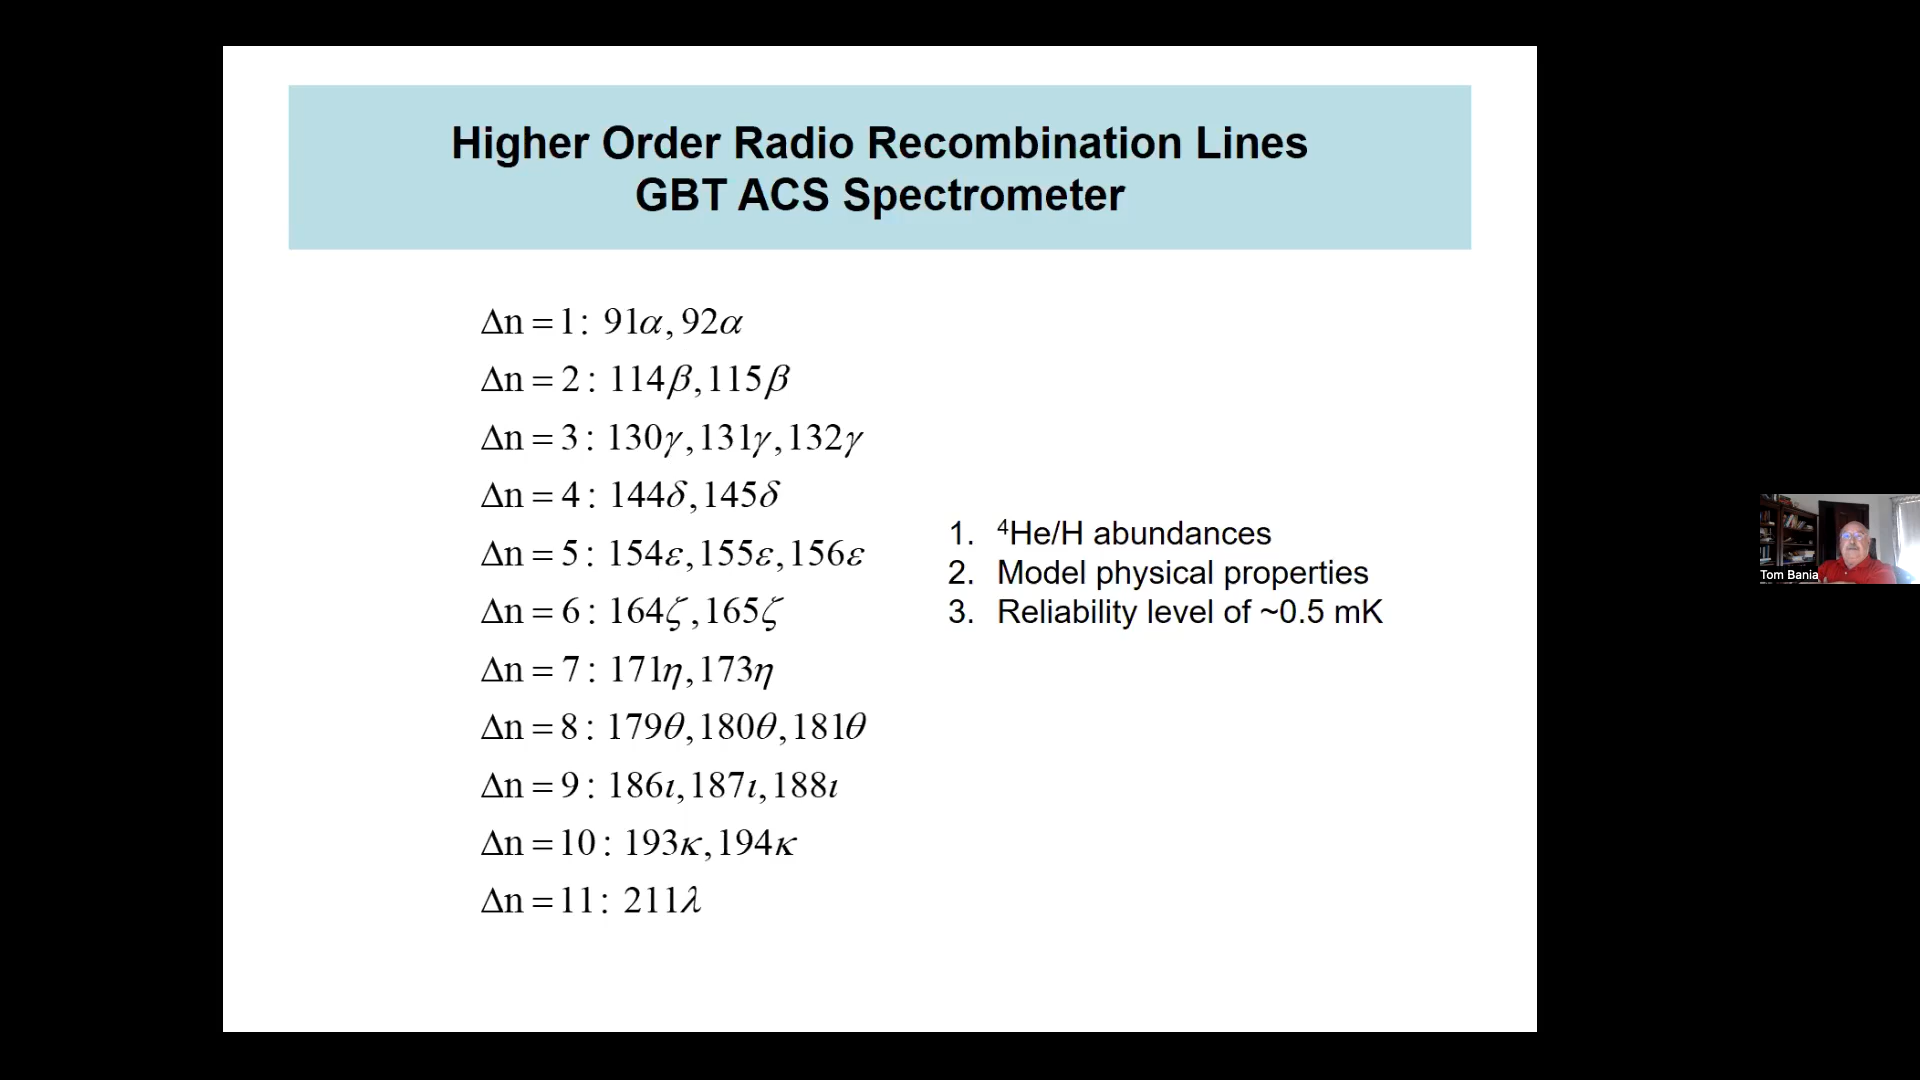 Higher Order Radio Recombination Lines
GBT ACS Spectrometer
Δn = 1: 91α, 92α
Δn = 2: 114β, 115β
Δn = 3: 130γ, 131γ, 132γ
Δn = 4: 144δ, 145δ
Δn = 5: 154ε, 155ε, 156ε
Δn = 6: 164ζ, 165ζ
Δn = 7: 171η, 173η
Δn = 8: 179θ, 180θ, 181θ
Δn = 9: 186ι, 187ι, 188ι
Δn = 10: 193κ, 194κ
Δn = 11: 211λ
1. ⁴He/H abundances
2. Model physical properties
3. Reliability level of ~0.5 mK
Tom Bania